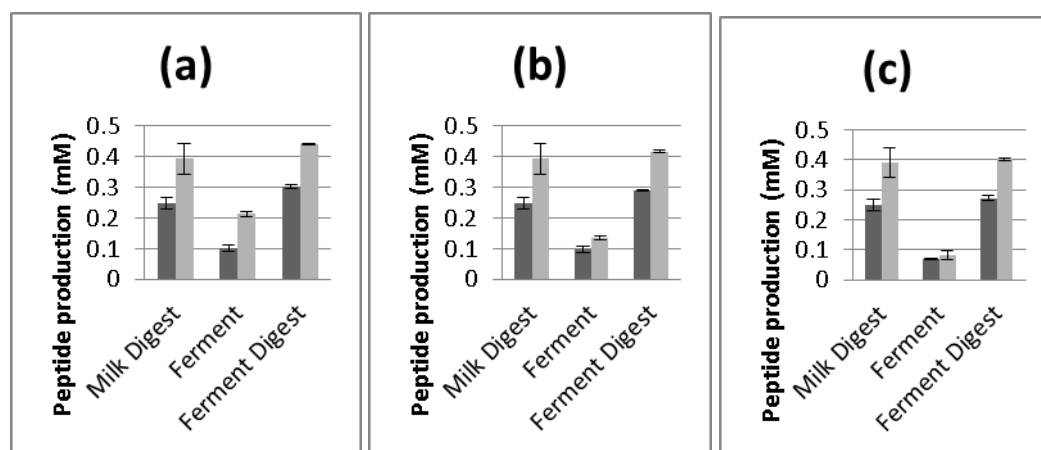 (a)
Peptide production (mM)
0.5
0.4
0.3
0.2
0.1
0
Milk Digest
Ferment
Ferment Digest
(b)
Peptide production (mM)
0.5
0.4
0.3
0.2
0.1
0
Milk Digest
Ferment
Ferment Digest
(c)
Peptide production (mM)
0.5
0.4
0.3
0.2
0.1
0
Milk Digest
Ferment
Ferment Digest